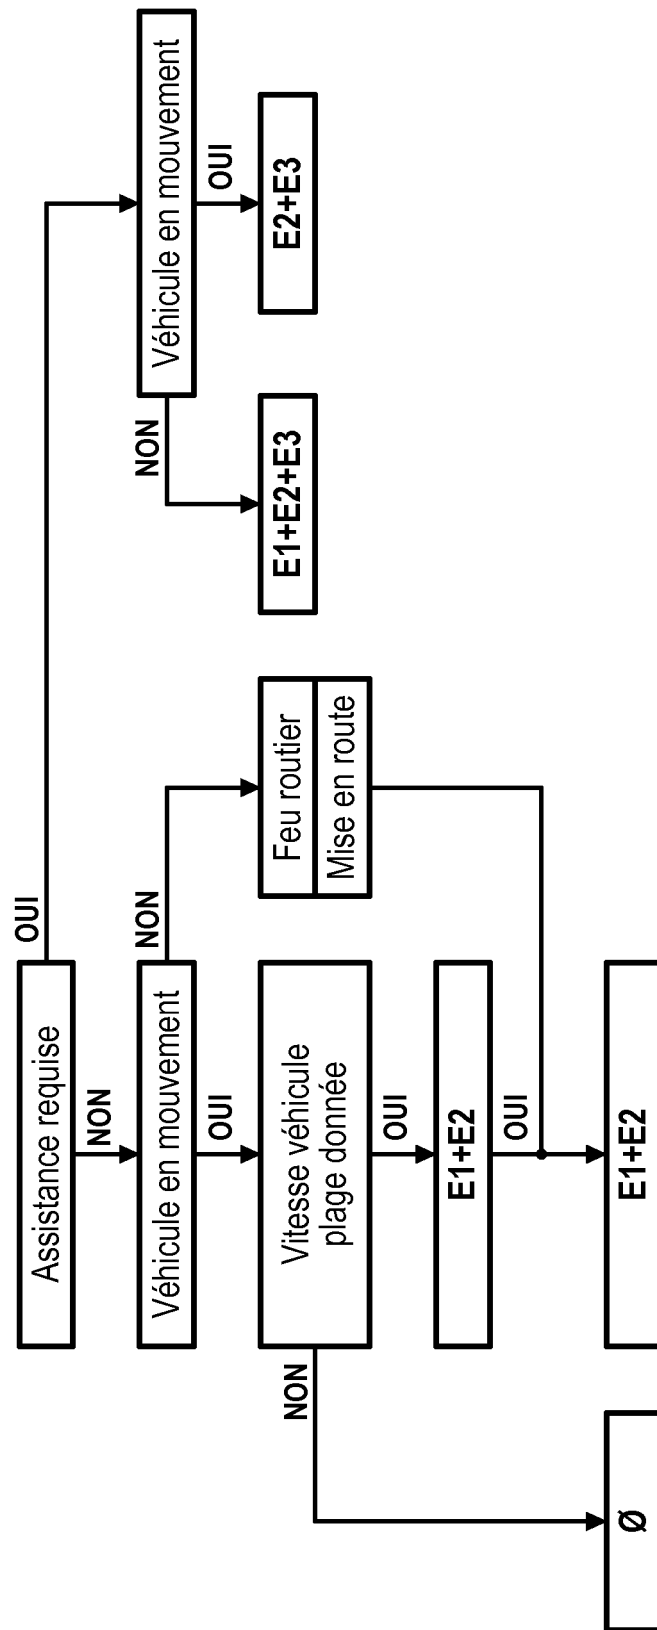 Assistance requise
OUI
NON
Véhicule en mouvement
NON
OUI
Véhicule en mouvement
NON
OUI
Vitesse véhicule
plage donnée
NON
OUI
Feu routier
Mise en route
E1+E2+E3
E2+E3
E1+E2
OUI
Ø
E1+E2